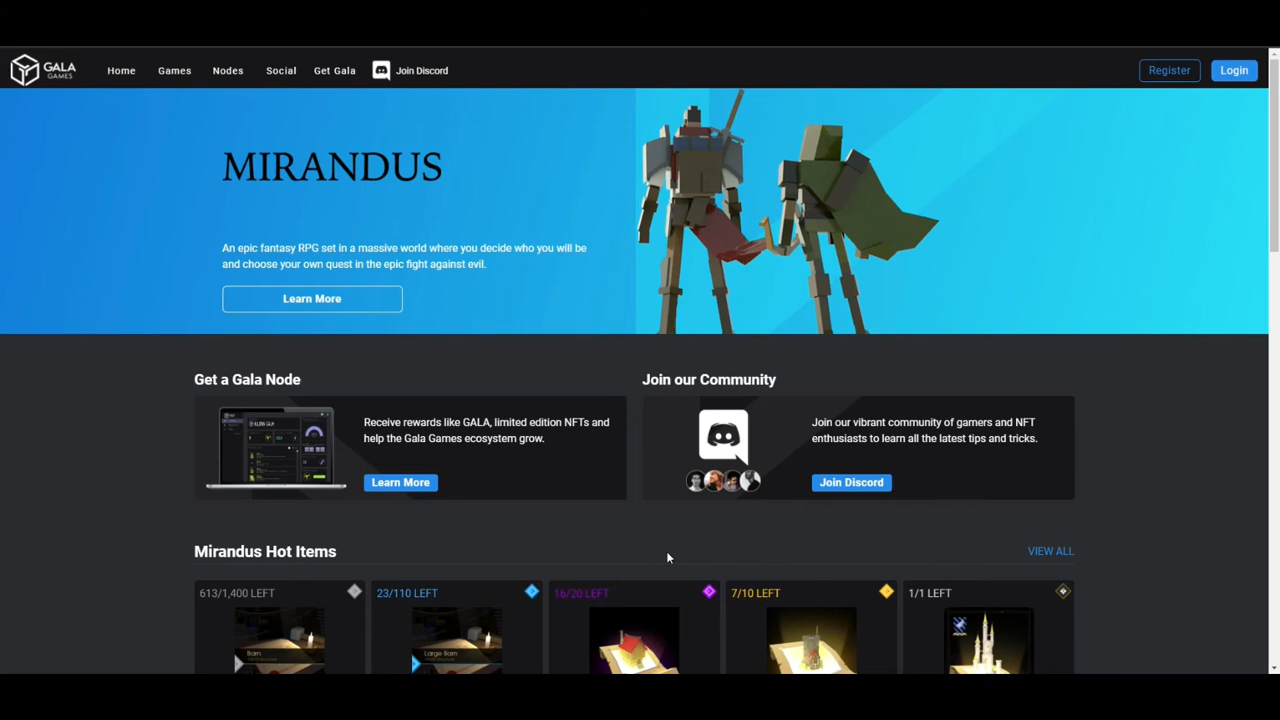 GALA
GAMES
Home
Games
Nodes
Social
Get Gala
Join Discord
Register
Login
MIRANDUS
An epic fantasy RPG set in a massive world where you decide who you will be
and choose your own quest in the epic fight against evil.
Learn More
Get a Gala Node
Receive rewards like GALA, limited edition NFTs and
help the Gala Games ecosystem grow.
Learn More
Join our Community
Join our vibrant community of gamers and NFT
enthusiasts to learn all the latest tips and tricks.
Join Discord
Mirandus Hot Items
VIEW ALL
613/1,400 LEFT
23/110 LEFT
16/20 LEFT
7/10 LEFT
1/1 LEFT
Barn
Large Barn